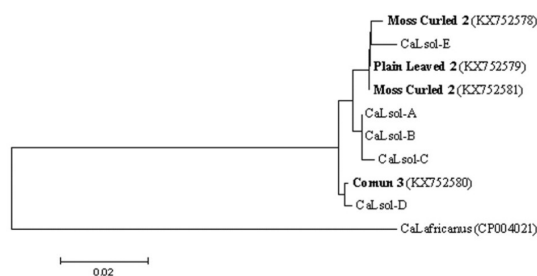 Moss Curled 2 (KX752578)
CaLsol-E
Plain Leaved 2 (KX752579)
Moss Curled 2 (KX752581)
CaLsol-A
CaLsol-B
CaLsol-C
Comun 3 (KX752580)
CaLsol-D
CaLafricanus (CP004021)
0.02